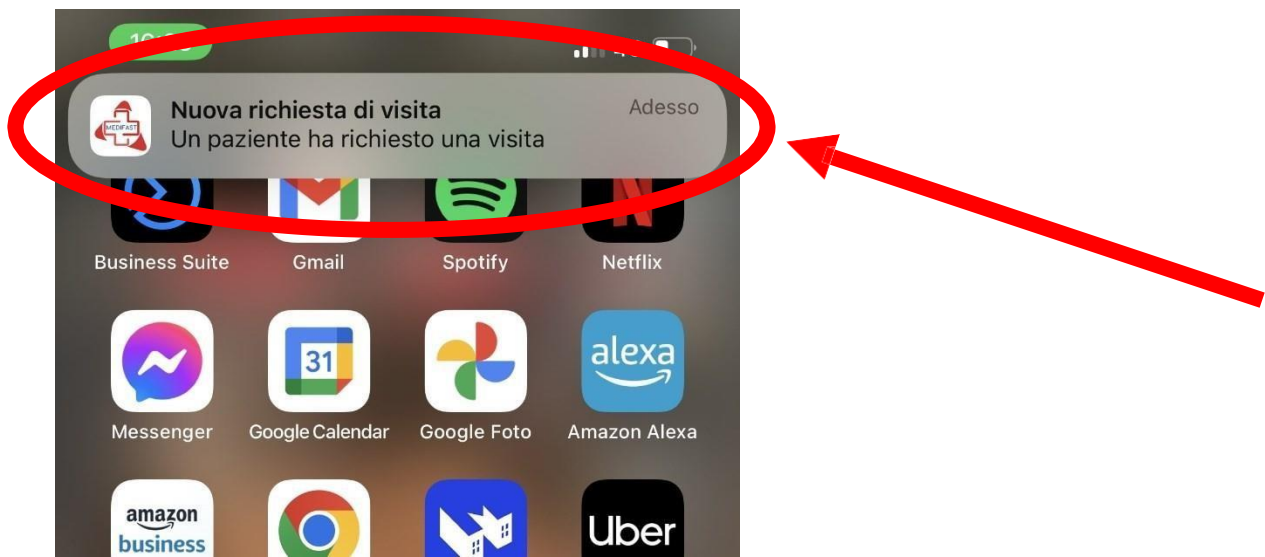 Nuova richiesta di visita
Adesso
Un paziente ha richiesto una visita
MEDIFAST
Business Suite
Gmail
Spotify
Netflix
31
alexa
Messenger
Google Calendar
Google Foto
Amazon Alexa
amazon
business
Uber